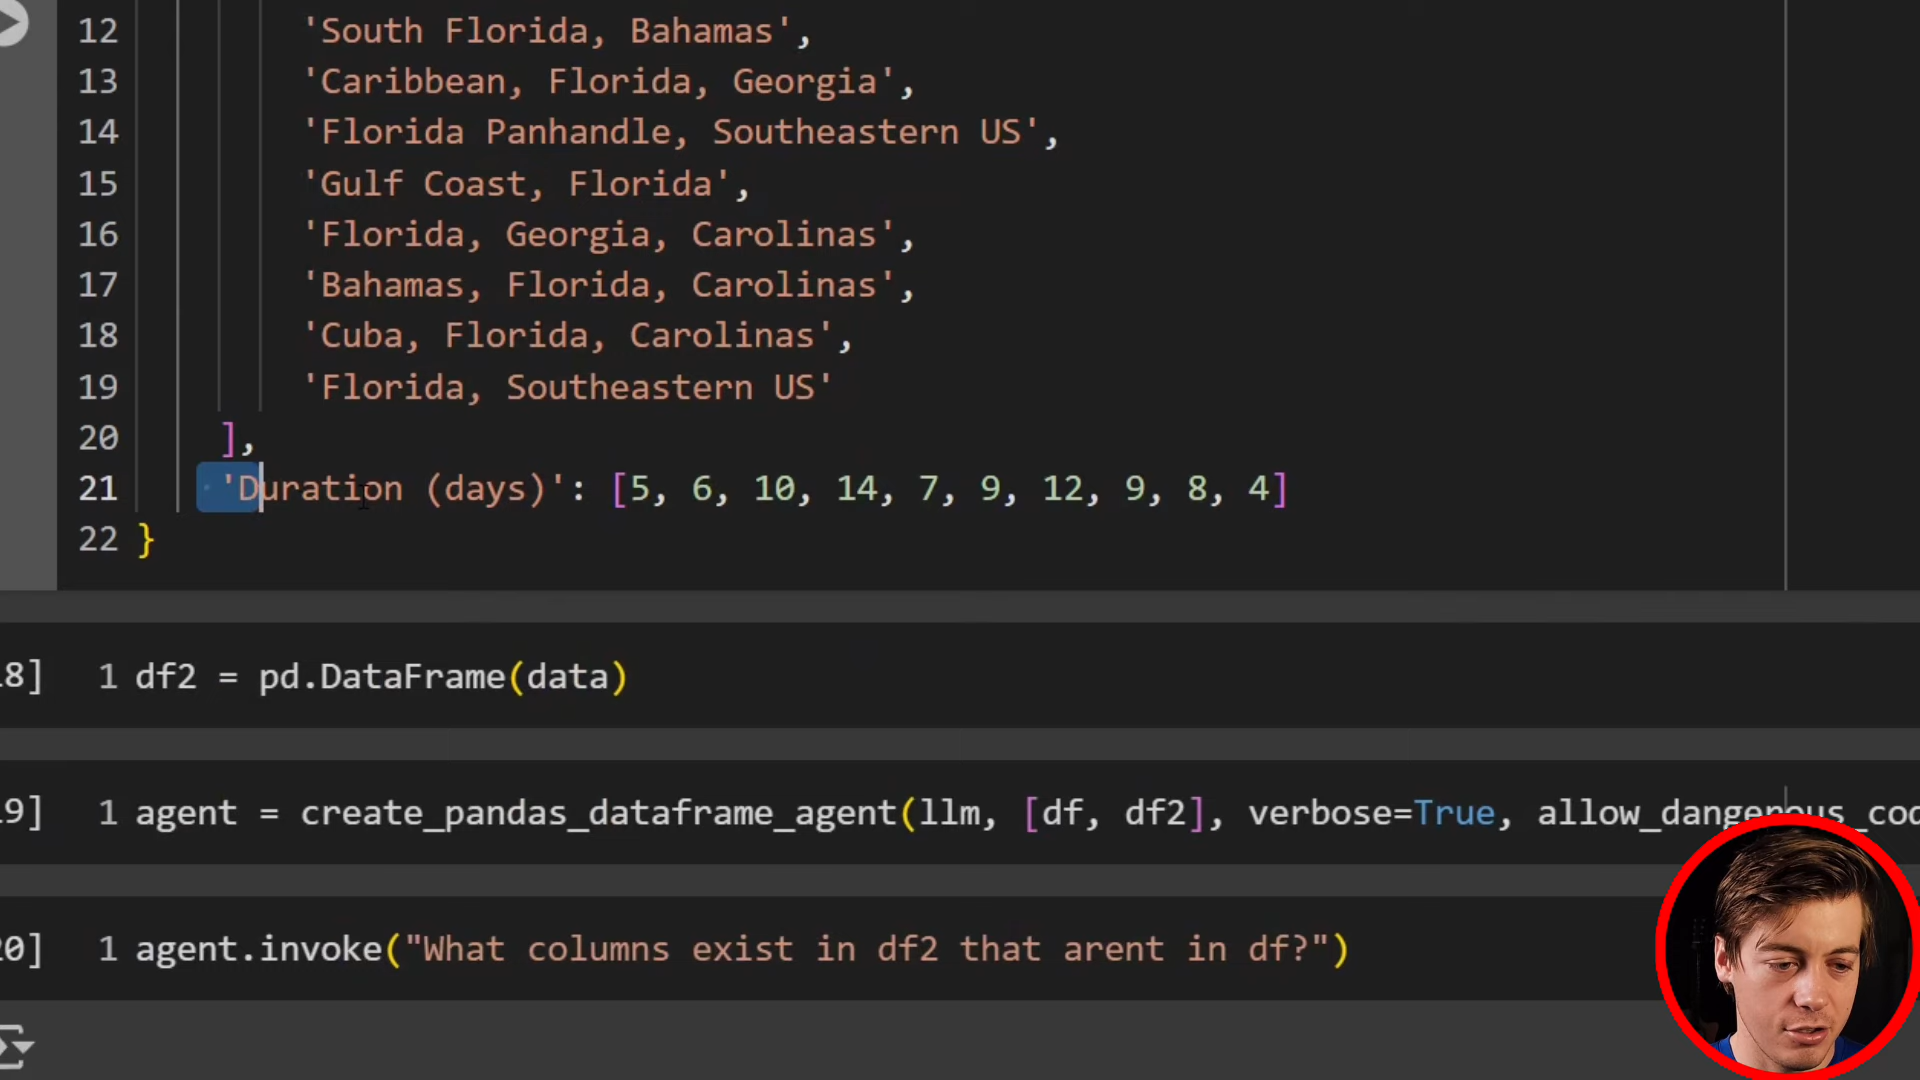 12 'South Florida, Bahamas',
13 'Caribbean, Florida, Georgia',
14 'Florida Panhandle, Southeastern US',
15 'Gulf Coast, Florida',
16 'Florida, Georgia, Carolinas',
17 'Bahamas, Florida, Carolinas',
18 'Cuba, Florida, Carolinas',
19 'Florida, Southeastern US'
20 ],
21 'Duration (days)': [5, 6, 10, 14, 7, 9, 12, 9, 8, 4]
22 }
8] 1 df2 = pd.DataFrame(data)
9] 1 agent = create_pandas_dataframe_agent(llm, [df, df2], verbose=True, allow_dangerous_cod
0] 1 agent.invoke("What columns exist in df2 that arent in df?")